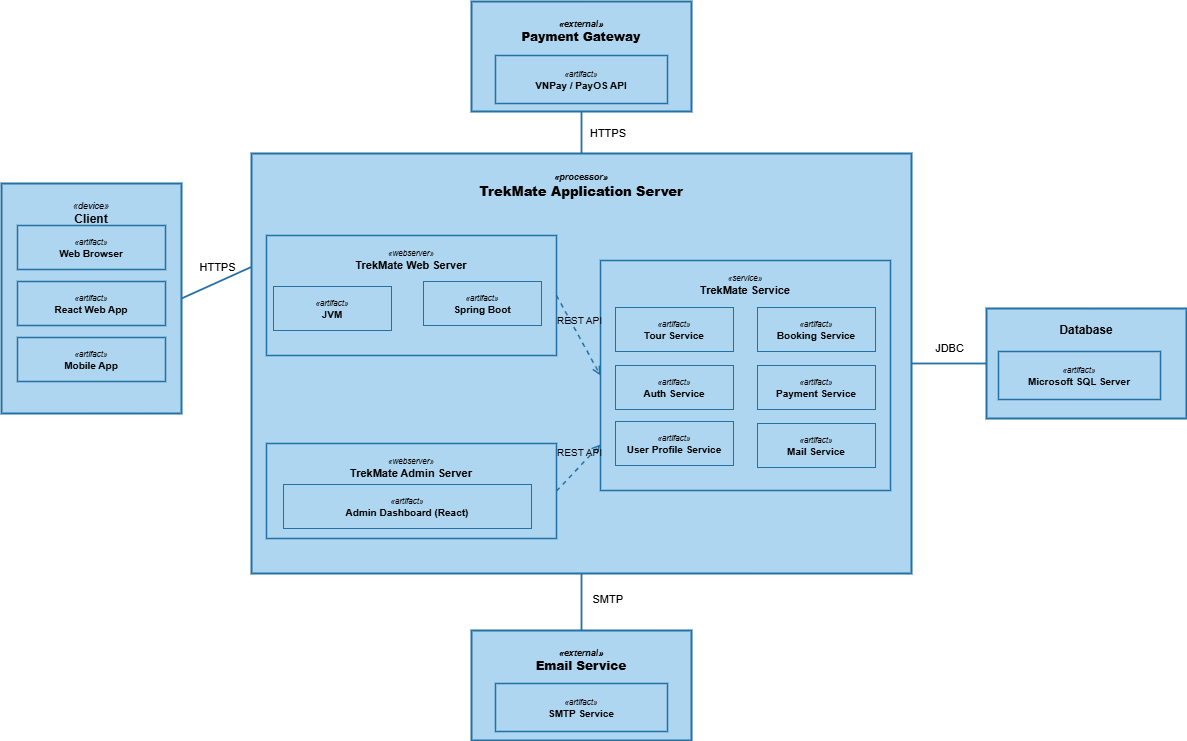 «external»
Payment Gateway
«artifact»
VNPay / PayOS API
HTTPS
«processor»
TrekMate Application Server
«device»
Client
«artifact»
Web Browser
«artifact»
React Web App
«artifact»
Mobile App
HTTPS
«webserver»
TrekMate Web Server
«artifact»
JVM
«artifact»
Spring Boot
REST API
«service»
TrekMate Service
«artifact»
Tour Service
«artifact»
Booking Service
«artifact»
Auth Service
«artifact»
Payment Service
«artifact»
User Profile Service
«artifact»
Mail Service
«webserver»
TrekMate Admin Server
«artifact»
Admin Dashboard (React)
REST API
JDBC
Database
«artifact»
Microsoft SQL Server
SMTP
«external»
Email Service
«artifact»
SMTP Service